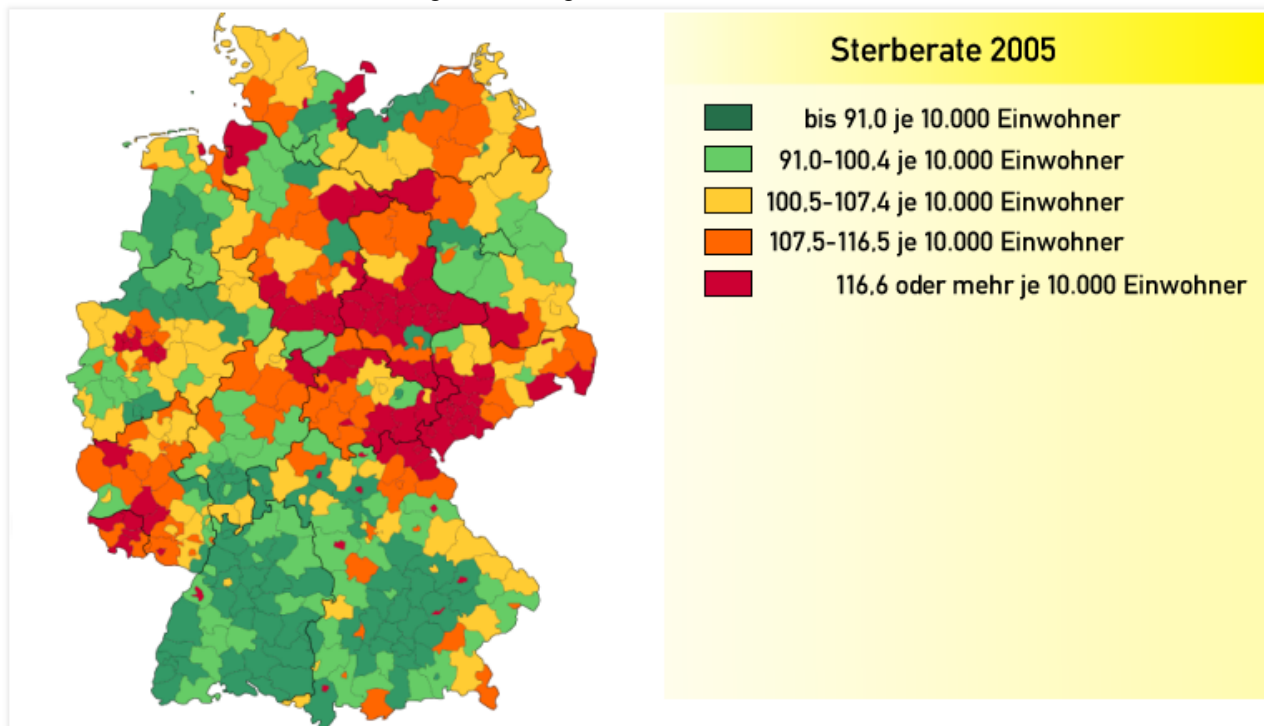 Sterberate 2005
bis 91,0 je 10.000 Einwohner
91,0-100,4 je 10.000 Einwohner
100,5-107,4 je 10.000 Einwohner
107,5-116,5 je 10.000 Einwohner
116,6 oder mehr je 10.000 Einwohner